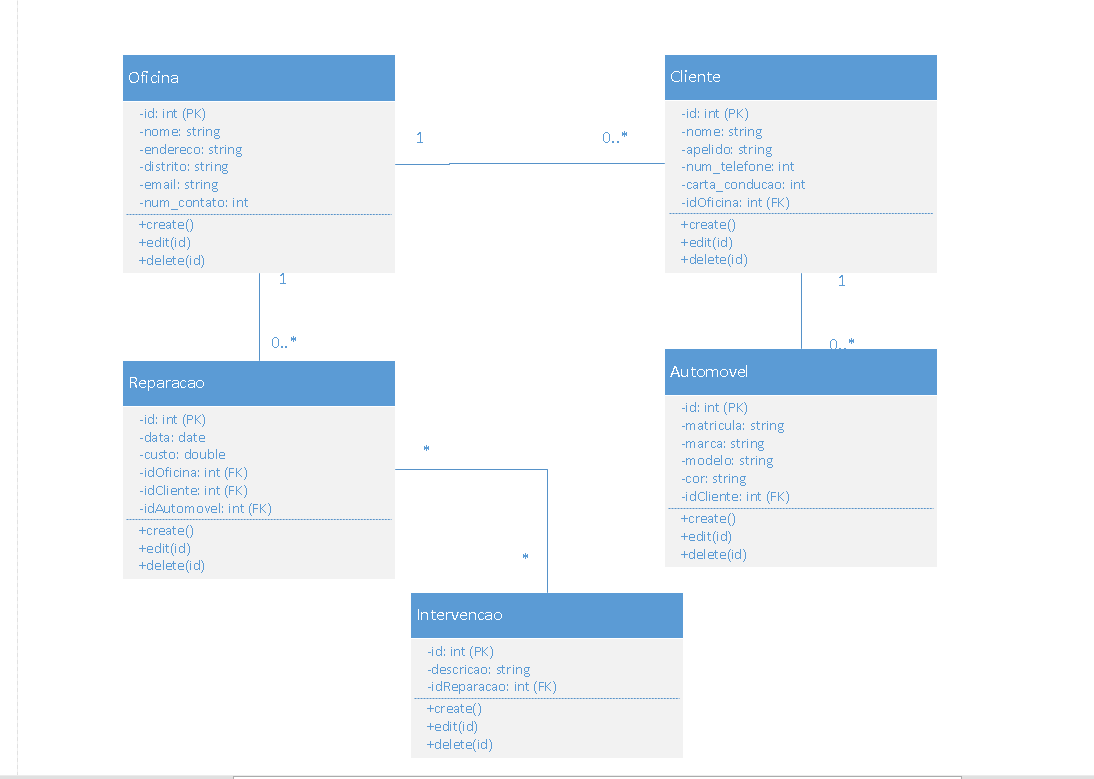 Oficina
-id: int (PK)
-nome: string
-endereco: string
-distrito: string
-email: string
-num_contato: int
+create()
+edit(id)
+delete(id)
1
0..*
Cliente
-id: int (PK)
-nome: string
-apelido: string
-num_telefone: int
-carta_conducao: int
-idOficina: int (FK)
+create()
+edit(id)
+delete(id)
1
0..*
1
0..*
Reparacao
-id: int (PK)
-data: date
-custo: double
-idOficina: int (FK)
-idCliente: int (FK)
-idAutomovel: int (FK)
+create()
+edit(id)
+delete(id)
*
*
Automovel
-id: int (PK)
-matricula: string
-marca: string
-modelo: string
-cor: string
-idCliente: int (FK)
+create()
+edit(id)
+delete(id)
Intervencao
-id: int (PK)
-descricao: string
-idReparacao: int (FK)
+create()
+edit(id)
+delete(id)